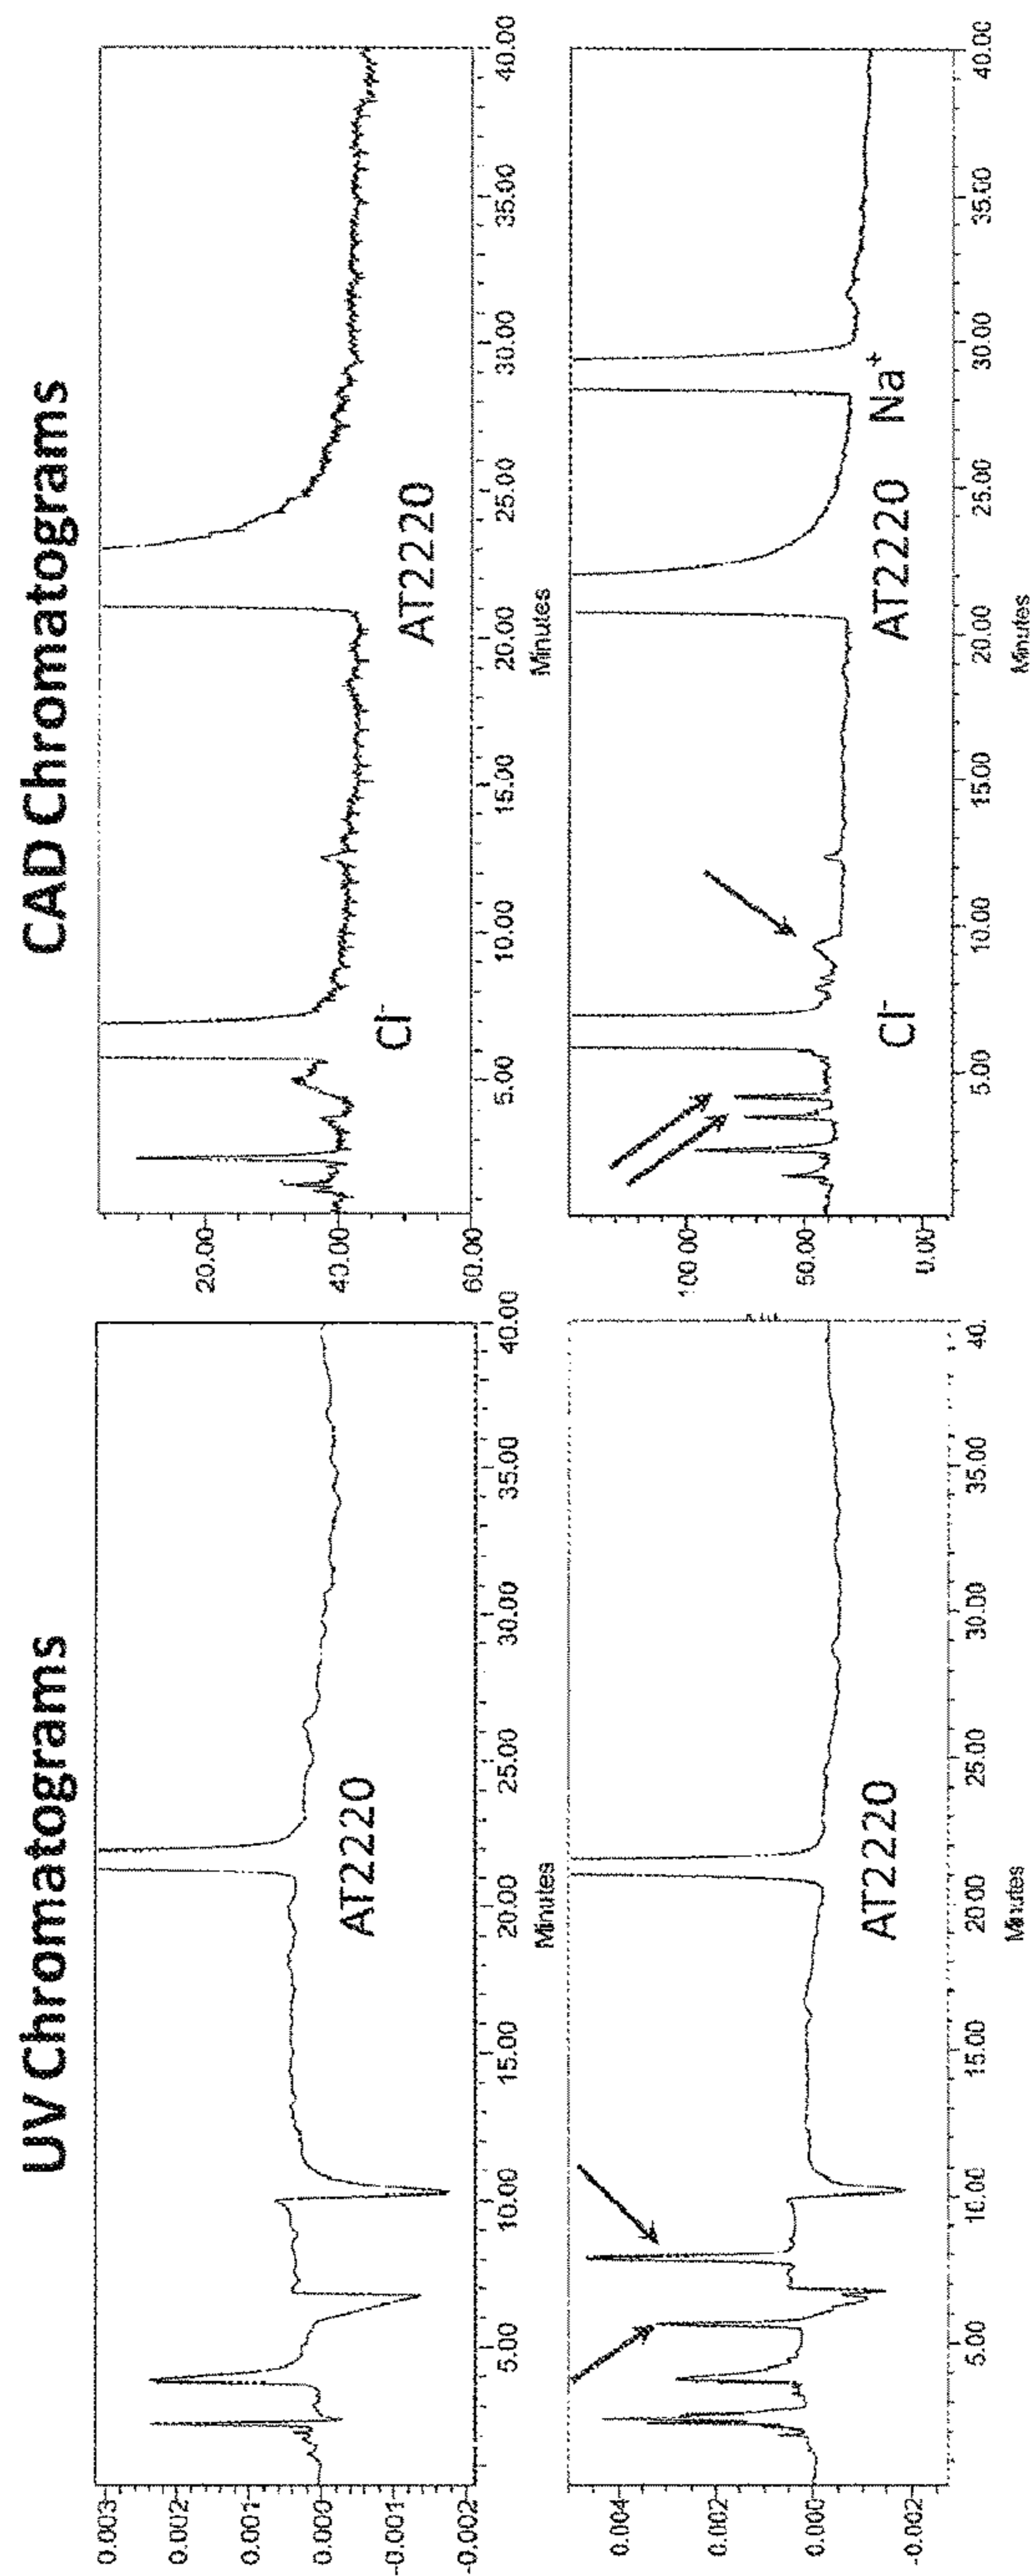 UV Chromatograms
0.003
0.002
0.001
0.000
-0.001
-0.002
AT2220
5.00 10.00 15.00 20.00 25.00 30.00 35.00 40.00
Minutes
0.004
0.002
0.000
-0.002
AT2220
5.00 10.00 15.00 20.00 25.00 30.00 35.00 40.
Minutes
CAD Chromatograms
20.00
40.00
60.00
Cl⁻ AT2220
5.00 10.00 15.00 20.00 25.00 30.00 35.00 40.00
Minutes
100.00
50.00
0.00
Cl⁻ AT2220 Na⁺
5.00 10.00 15.00 20.00 25.00 30.00 35.00 40.00
Minutes